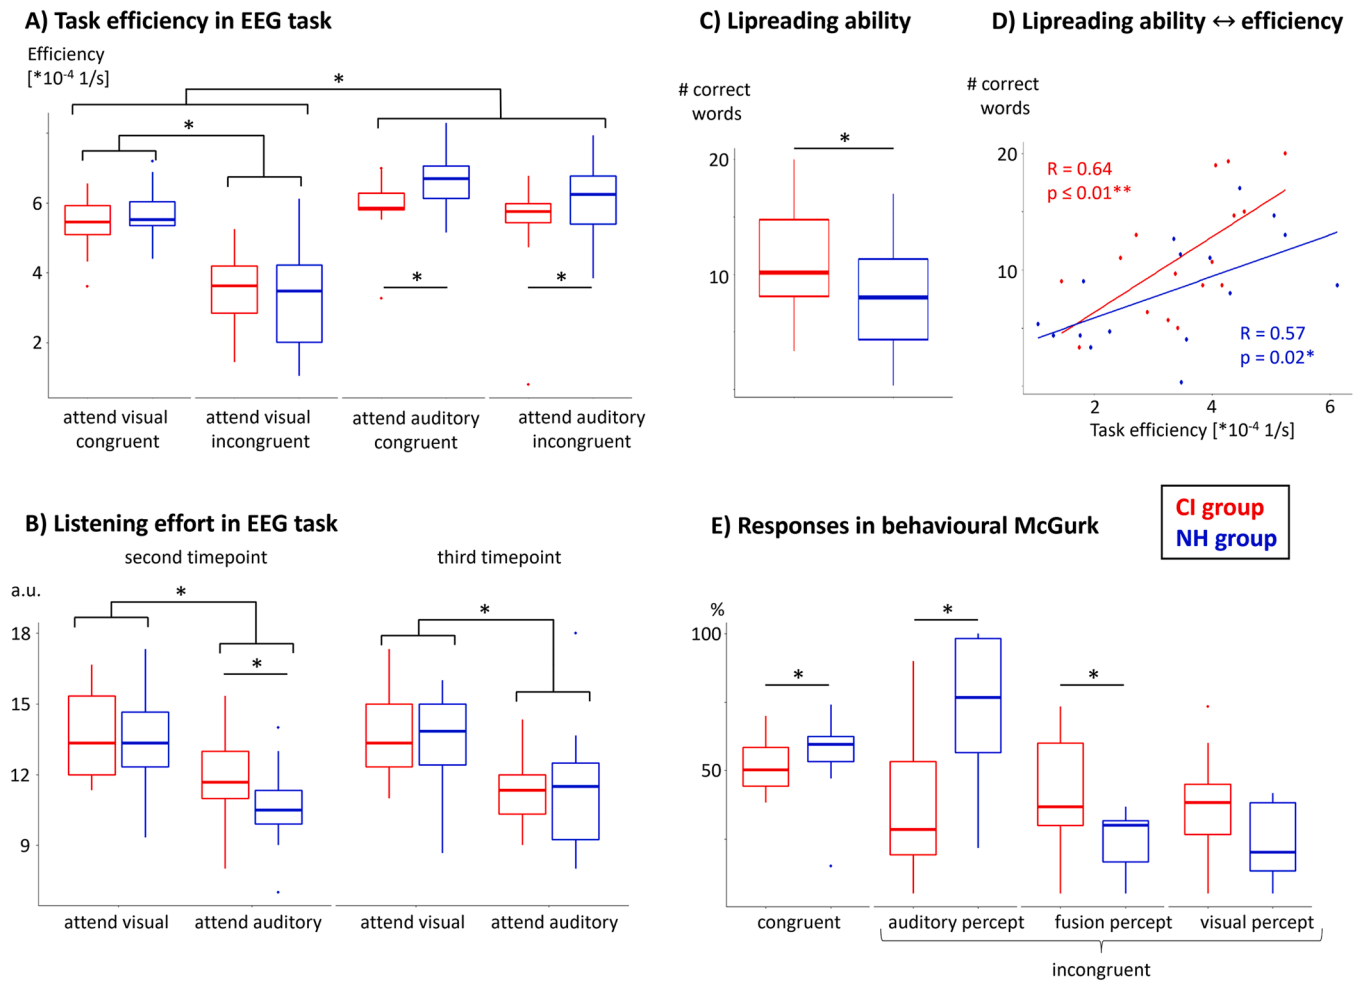 A) Task efficiency in EEG task
Efficiency
[*10-4 1/s]
*
*
6
4
2
*
*
attend visual
congruent
attend visual
incongruent
attend auditory
congruent
attend auditory
incongruent
C) Lipreading ability
# correct
words
*
20
10
D) Lipreading ability ↔ efficiency
# correct
words
20
10
R = 0.64
p ≤ 0.01**
R = 0.57
p = 0.02*
2
4
6
Task efficiency [*10-4 1/s]
B) Listening effort in EEG task
second timepoint
third timepoint
a.u.
18
15
12
9
*
*
*
attend visual
attend auditory
attend visual
attend auditory
CI group
NH group
E) Responses in behavioural McGurk
%
100
50
*
*
*
congruent
auditory percept
fusion percept
visual percept
incongruent